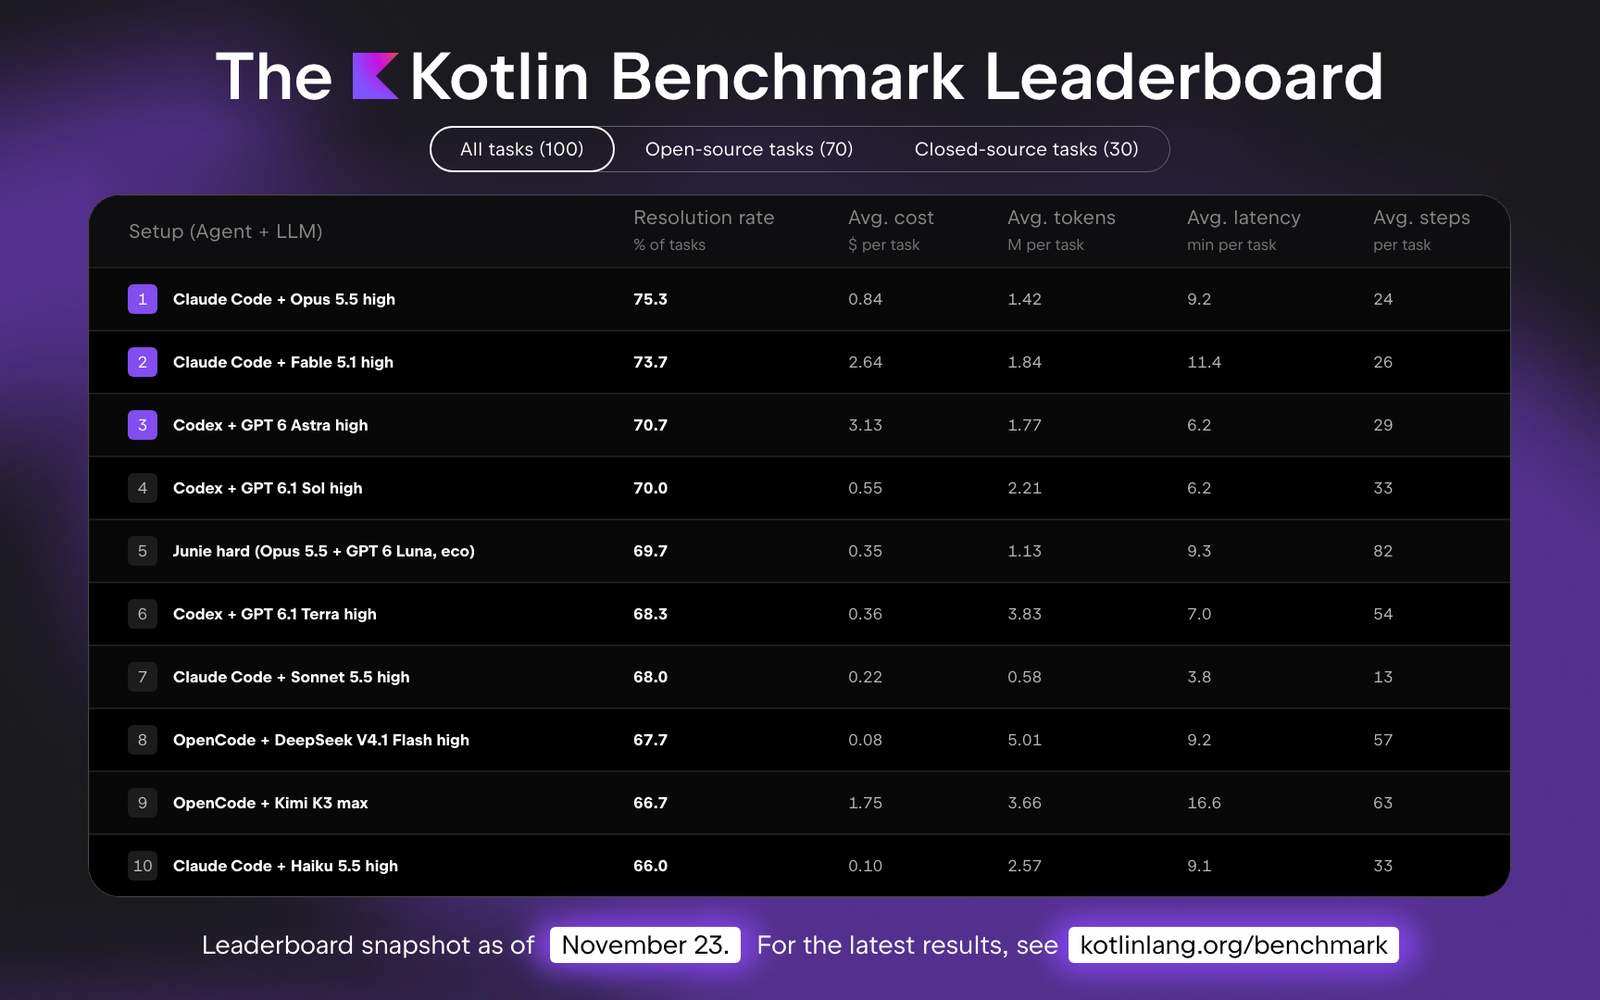 The Kotlin Benchmark Leaderboard
All tasks (100) Open-source tasks (70) Closed-source tasks (30)
Setup (Agent + LLM) Resolution rate Avg. cost Avg. tokens Avg. latency Avg. steps
% of tasks $ per task M per task min per task per task
1 Claude Code + Opus 5.5 high 75.3 0.84 1.42 9.2 24
2 Claude Code + Fable 5.1 high 73.7 2.64 1.84 11.4 26
3 Codex + GPT 6 Astra high 70.7 3.13 1.77 6.2 29
4 Codex + GPT 6.1 Sol high 70.0 0.55 2.21 6.2 33
5 Junie hard (Opus 5.5 + GPT 6 Luna, eco) 69.7 0.35 1.13 9.3 82
6 Codex + GPT 6.1 Terra high 68.3 0.36 3.83 7.0 54
7 Claude Code + Sonnet 5.5 high 68.0 0.22 0.58 3.8 13
8 OpenCode + DeepSeek V4.1 Flash high 67.7 0.08 5.01 9.2 57
9 OpenCode + Kimi K3 max 66.7 1.75 3.66 16.6 63
10 Claude Code + Haiku 5.5 high 66.0 0.10 2.57 9.1 33
Leaderboard snapshot as of November 23. For the latest results, see kotlinlang.org/benchmark